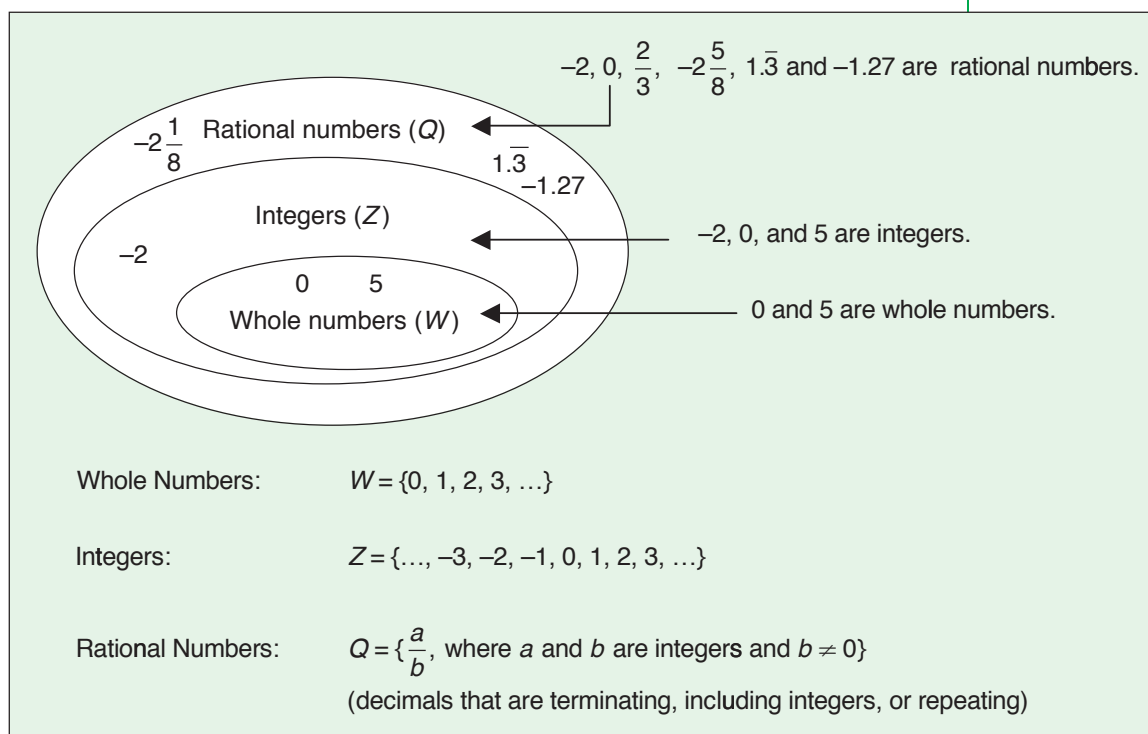 –2, 0, 2/3, –2 5/8, 1.3̅ and –1.27 are rational numbers.
Rational numbers (Q)
–2 1/8
1.3̅
–1.27
Integers (Z)
–2, 0, and 5 are integers.
–2
0 5
Whole numbers (W)
0 and 5 are whole numbers.
Whole Numbers: W = {0, 1, 2, 3, …}
Integers: Z = {…, –3, –2, –1, 0, 1, 2, 3, …}
Rational Numbers: Q = {a/b, where a and b are integers and b ≠ 0}
(decimals that are terminating, including integers, or repeating)